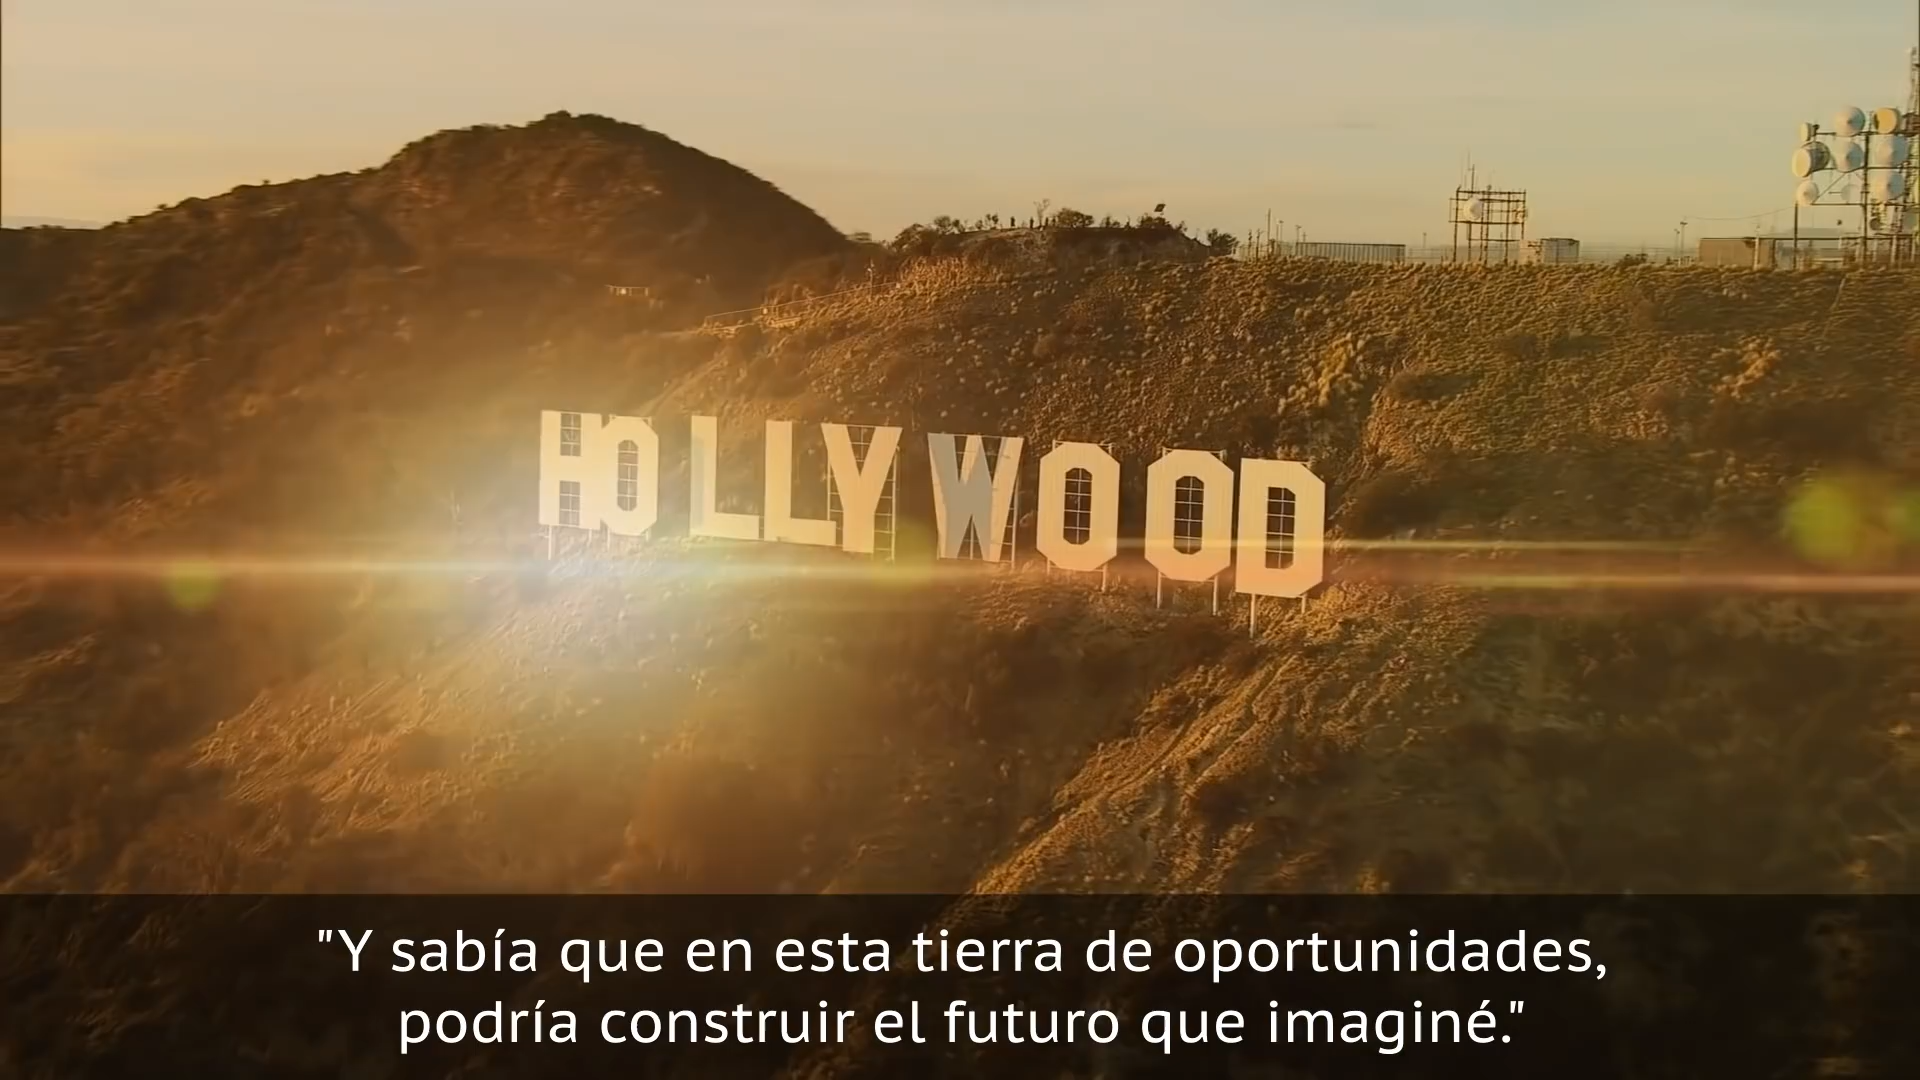 HOLLYWOOD
"Y sabía que en esta tierra de oportunidades,
podría construir el futuro que imaginé."